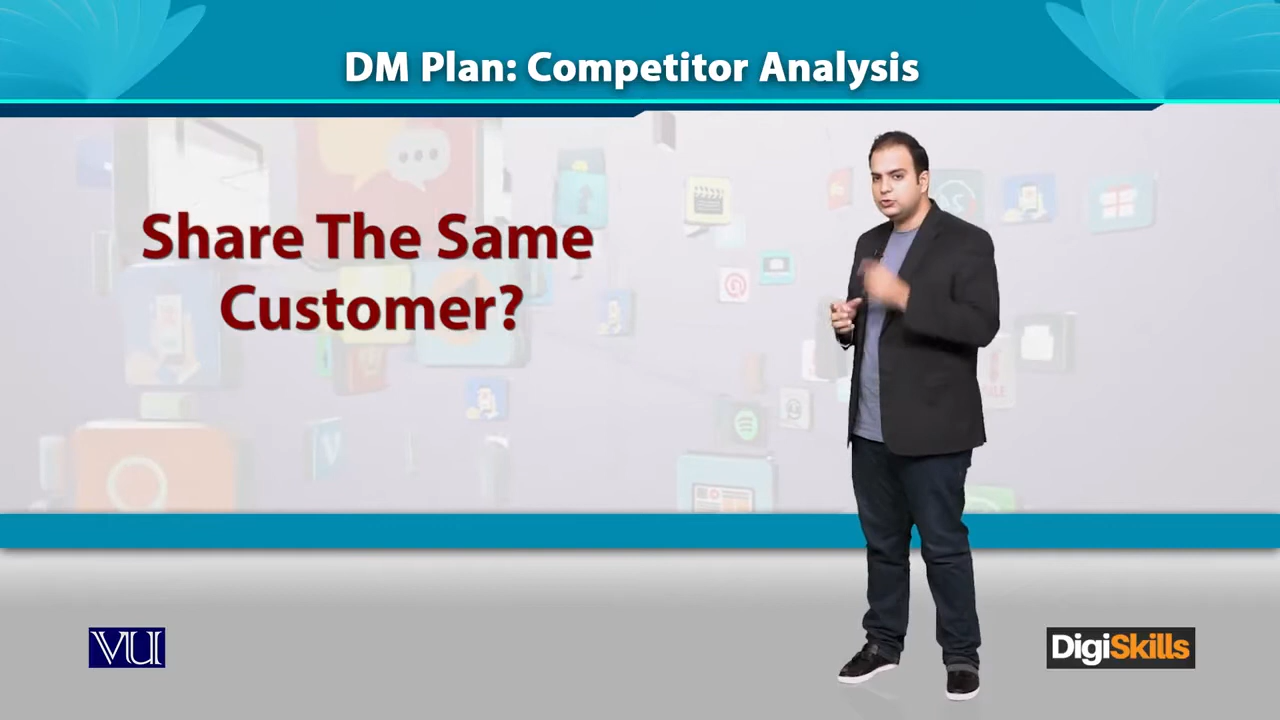 DM Plan: Competitor Analysis
Share The Same
Customer?
VU
DigiSkills